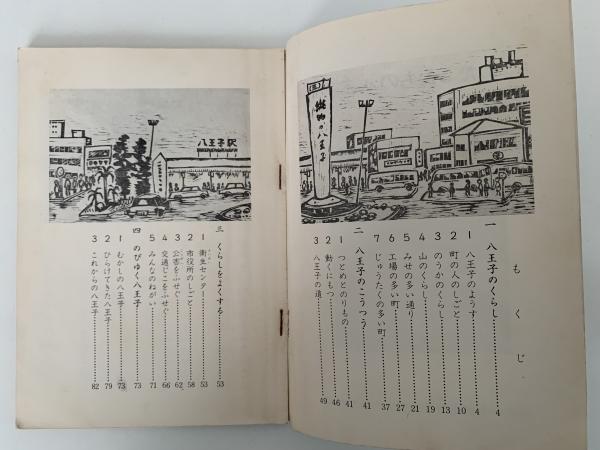 織物の八王子
もくじ
一 八王子のくらし 4
1 八王子のようす 4
2 町の人のしごと 10
3 のうかのくらし 13
4 山のくらし 19
5 みせの多い通り 21
6 工場の多い町 27
7 じゅうたくの多い町 37
二 八王子のこうつう 41
1 つとめとのりもの 41
2 動くにもつ 46
3 八王子の道 49
八王子駅
三 くらしをよくする 53
1 衛生センター 53
2 市役所のしごと 58
3 公害をふせぐ 62
4 交通じこをふせぐ 66
5 みんなのねがい 71
四 のびゆく八王子 73
1 むかしの八王子 73
2 ひらけてきた八王子 79
3 これからの八王子 82